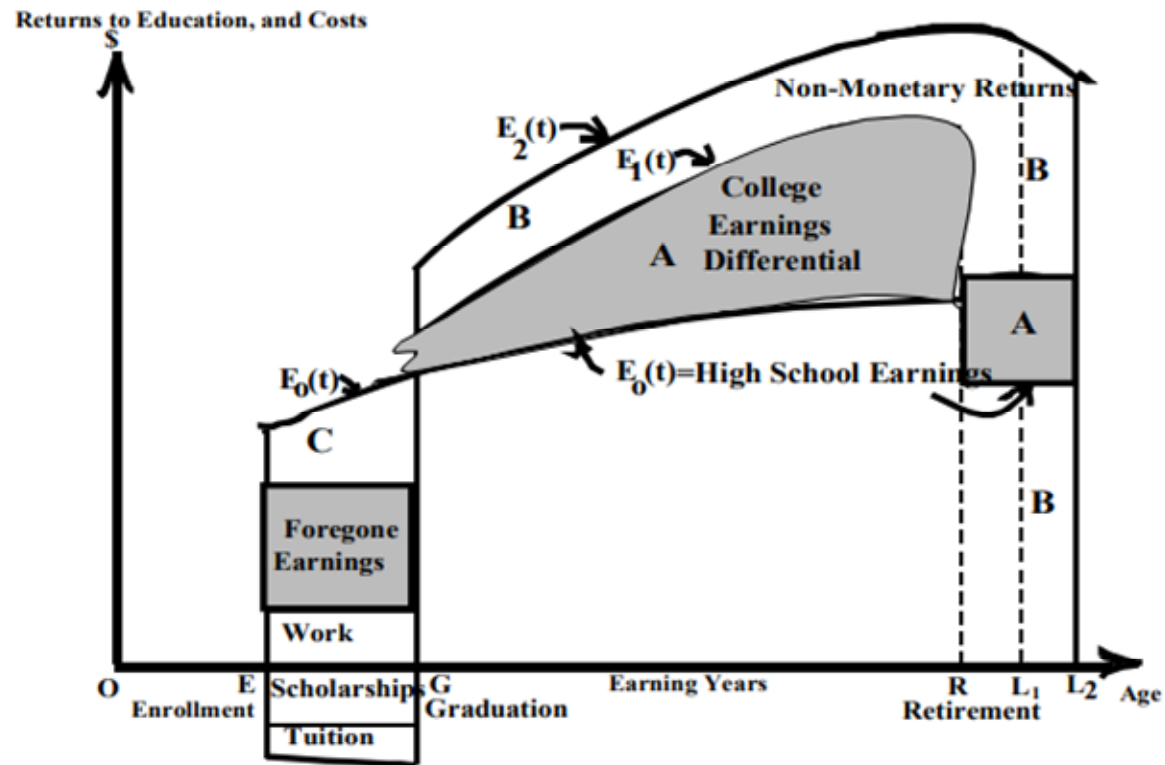 Returns to Education, and Costs
$
Non-Monetary Returns
E2(t)
E1(t)
B
College
Earnings
Differential
A
B
A
E0(t)
E0(t)=High School Earnings
C
Foregone
Earnings
B
Work
O
E
Scholarships
G
Earning Years
R
L1
L2
Age
Enrollment
Graduation
Retirement
Tuition